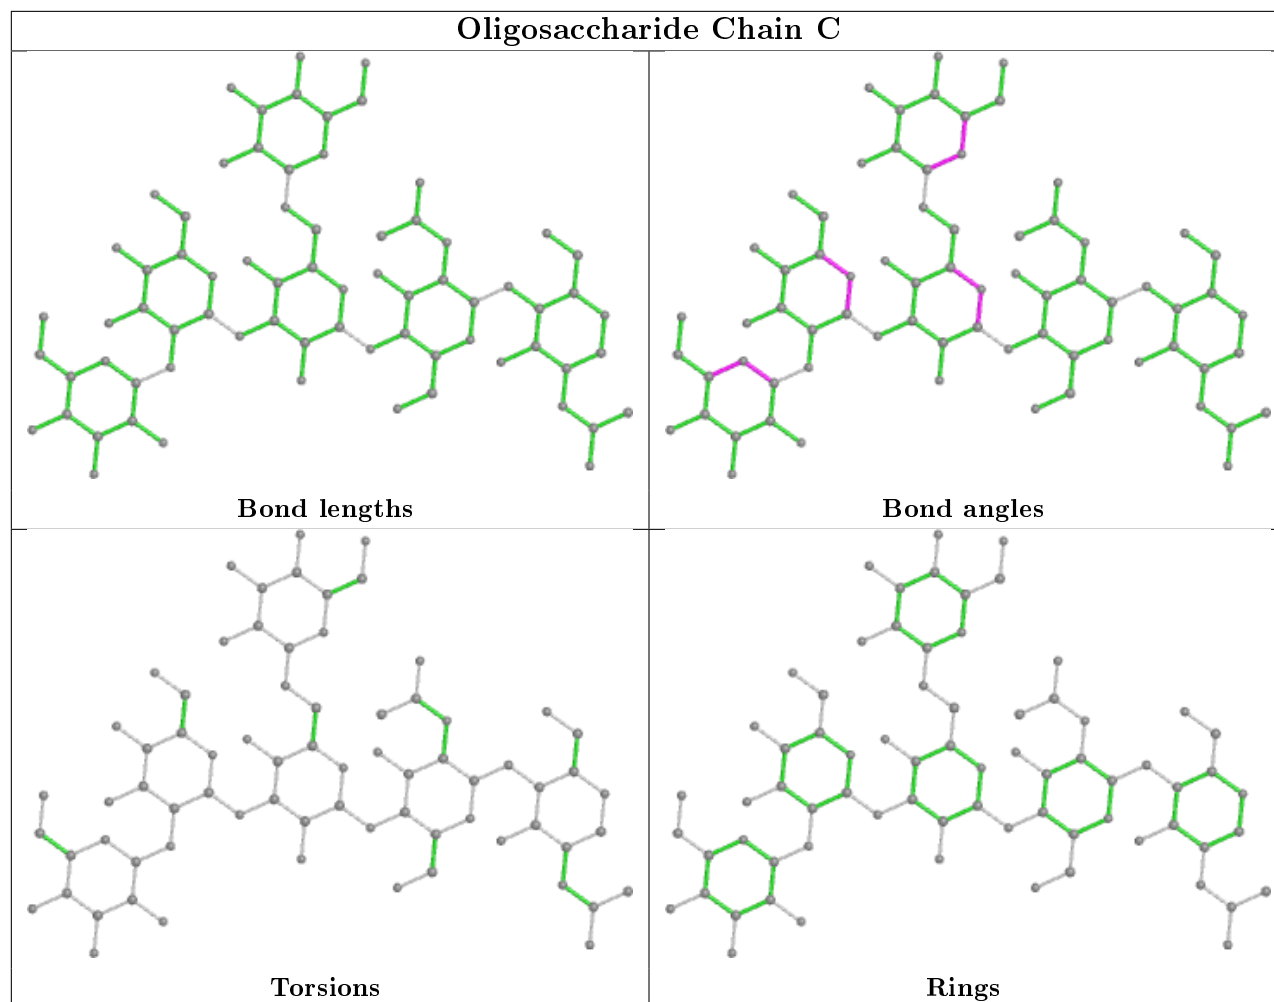 Oligosaccharide Chain C
Bond lengths
Bond angles
Torsions
Rings